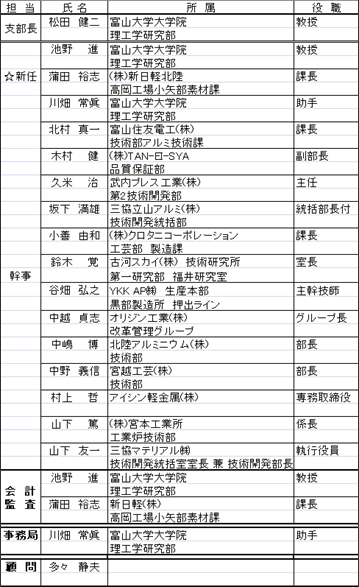 担 当 氏 名 所 属 役 職
支部長 松田 健二 富山大学大学院 教授
理工学研究部
池野 進 富山大学大学院 教授
理工学研究部
☆新任 蒲田 裕志 (株)新日軽北陸 課長
高岡工場小矢部素材課
川畑 常眞 富山大学大学院 助手
理工学研究部
北村 真一 富山住友電工(株) 課長
技術部アルミ技術課
木村 健 (株)TAN-EI-SYA 副部長
品質保証部
久米 治 武内プレス工業(株) 主任
第2技術開発部
坂下 満雄 三協立山アルミ(株) 統括部長付
技術開発統括部
小善 由和 (株)クロタニコーポレーション 課長
工芸部 製造課
鈴木 覚 古河スカイ(株) 技術研究所 室長
幹事 第一研究部 福井研究室
谷畑 弘之 YKK AP㈱ 生産本部 主幹技師
黒部製造所 押出ライン
中越 貞志 オリジン工業(株) グループ長
改革管理グループ
中嶋 博 北陸アルミニウム(株) 部長
技術部
中野 義信 宮越工芸(株) 部長
技術部
村上 哲 アイシン軽金属(株) 専務取締役
山下 篤 (株)宮本工業所 係長
工業炉技術部
山下 友一 三協マテリアル㈱ 執行役員
技術開発統括室室長 兼 技術開発部長
会 計 池野 進 富山大学大学院 教授
理工学研究部
監 査 蒲田 裕志 新日軽(株) 課長
高岡工場小矢部素材課
事務局 川畑 常眞 富山大学大学院 助手
理工学研究部
顧 問 多々 静夫